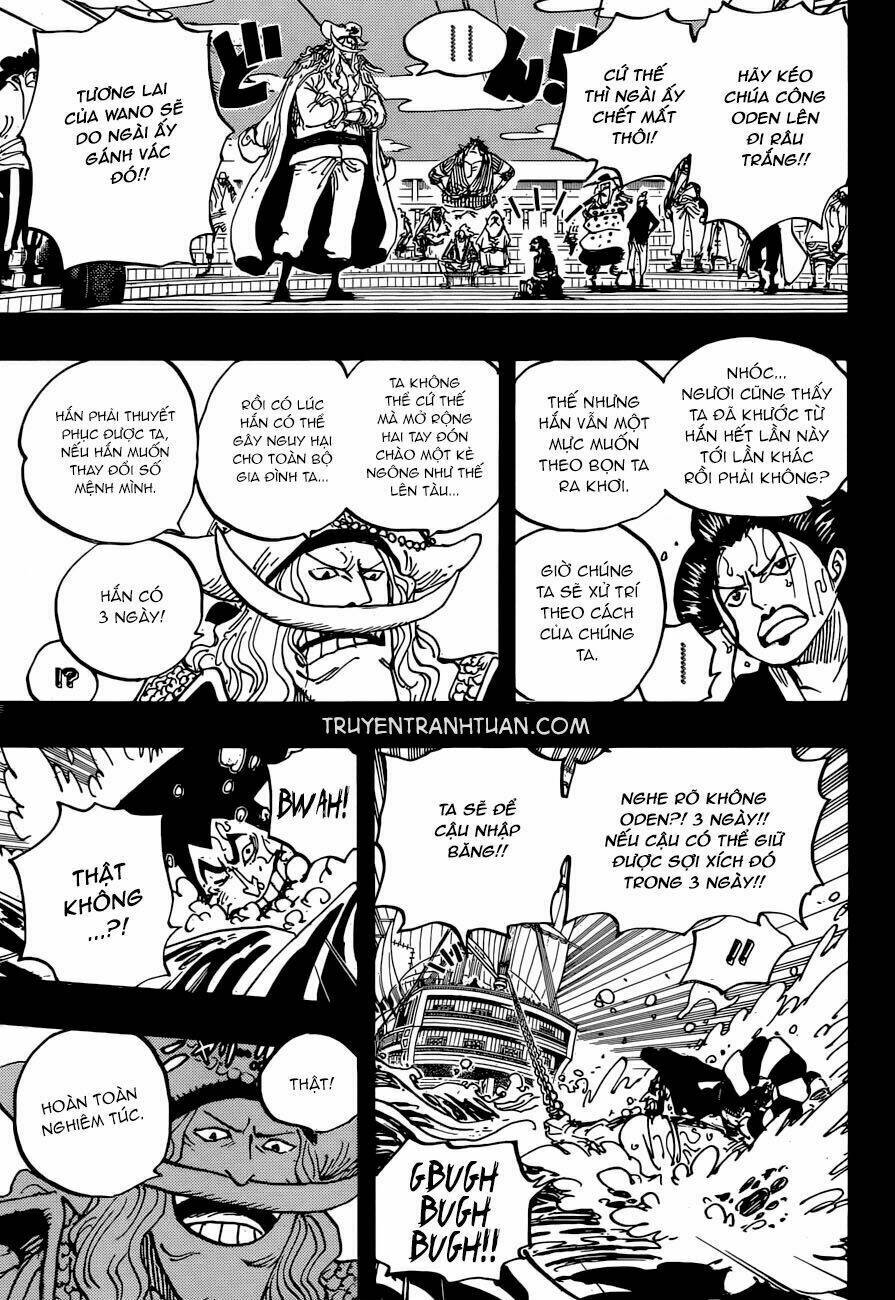 HÃY KÉO
CHÚA CÔNG
ODEN LÊN
ĐI RÂU
TRẮNG!!
CỨ THẾ
THÌ NGÀI ẤY
CHẾT MẤT
THÔI!
ん!!
ど
TƯƠNG LAI
CỦA WANO SẼ
DO NGÀI ẤY
GÁNH VÁC
ĐÓ!!
NHÓC...
NGƯƠI CŨNG THẤY
TA ĐÃ KHƯỚC TỪ
HẮN HẾT LẦN NÀY
TỚI LẦN KHÁC
RỒI PHẢI KHÔNG?
THẾ NHƯNG
HẮN VẪN MỘT
MỰC MUỐN
THEO BỌN TA
RA KHƠI.
GIỜ CHÚNG
TA SẼ XỬ TRÍ
THEO CÁCH
CỦA CHÚNG
TA.
TA KHÔNG
THỂ CỨ THẾ
MÀ MỞ RỘNG
HAI TAY ĐÓN
CHÀO MỘT KẺ
NGÔNG NHƯ THẾ
LÊN TÀU...
RỒI CÓ LÚC
HẮN CÓ THỂ
GÂY NGUY HẠI
CHO TOÀN BỘ
GIA ĐÌNH TA...
HẮN PHẢI THUYẾT
PHỤC ĐƯỢC TA,
NẾU HẮN MUỐN
THAY ĐỔI SỐ
MỆNH MÌNH.
HẮN CÓ
3 NGÀY!
!?
TRUYENTRANHTUAN.COM
NGHE RÕ KHÔNG
ODEN?! 3 NGÀY!!
NẾU CẬU CÓ THỂ GIỮ
ĐƯỢC SỢI XÍCH ĐÓ
TRONG 3 NGÀY!!
TA SẼ ĐỂ
CẬU NHẬP
BĂNG!!
!!
GBUGH
BUGH
BUGH!!
BWAH!
THẬT
KHÔNG
...?!
THẬT!
HOÀN TOÀN
NGHIÊM TÚC.